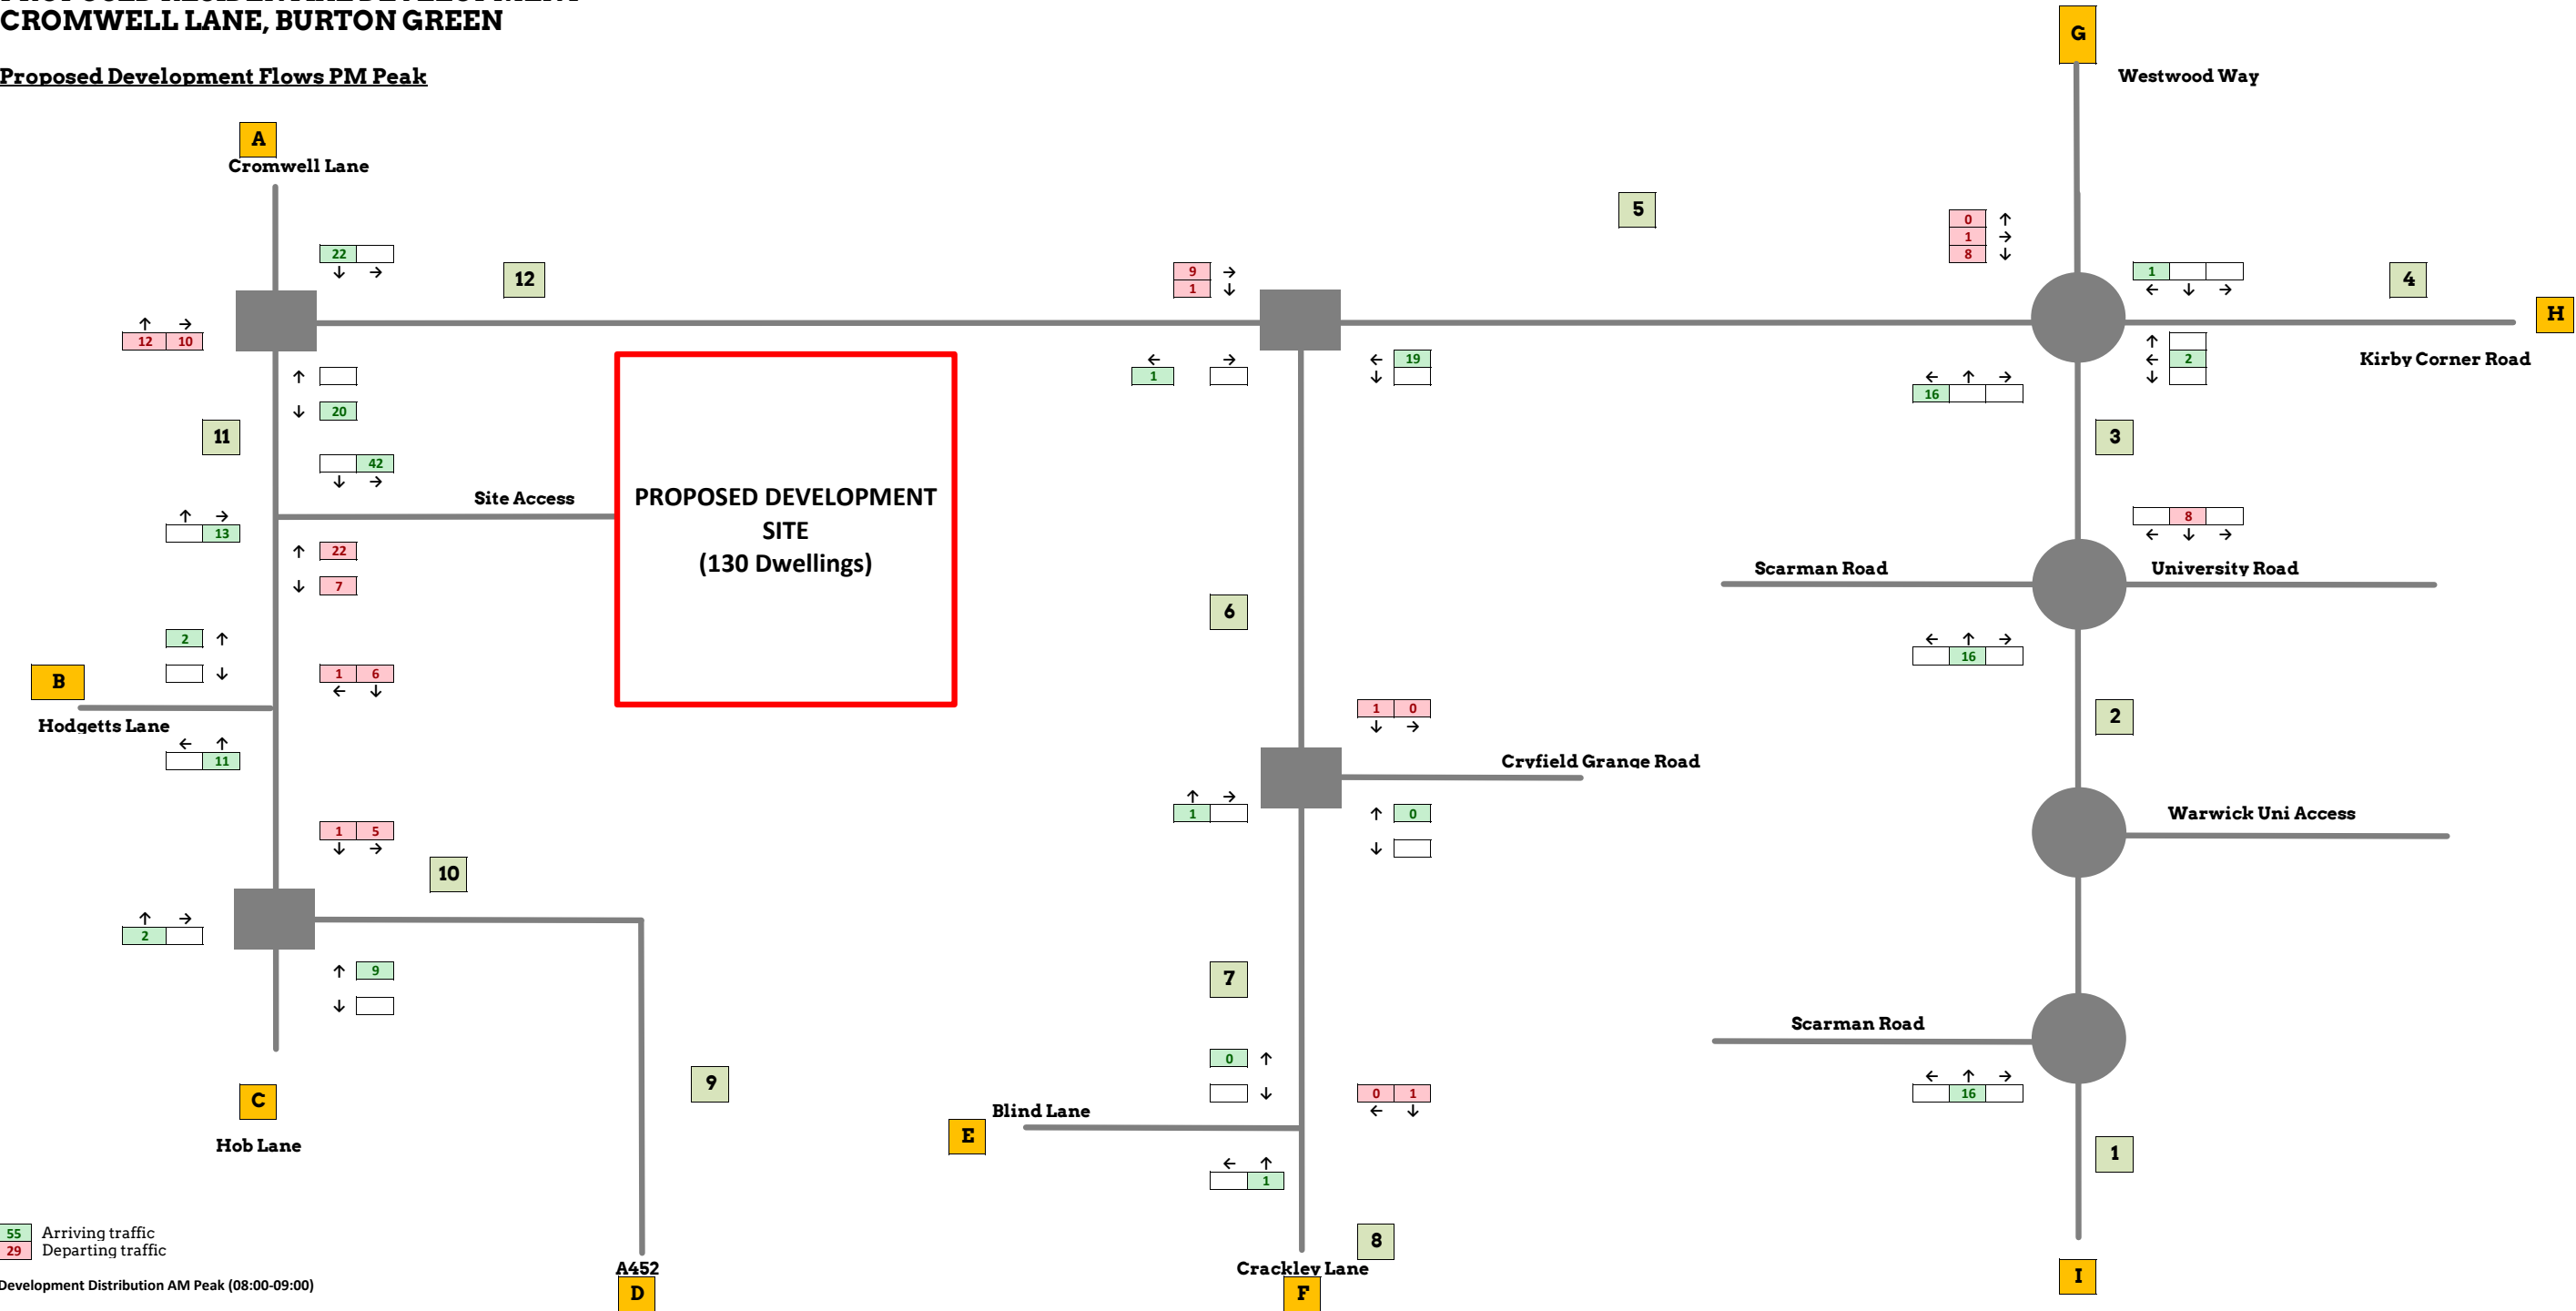 CROMWELL LANE, BURTON GREEN
Proposed Development Flows PM Peak
G
Westwood Way
A
Cromwell Lane
5
0 ↑
1 →
8 ↓
22
↓ →
12
9 →
1 ↓
1
← ↓ →
4
H
↑ →
12 10
↑
← 2
↓
Kirby Corner Road
← →
1
← 19
↓
← ↑ →
16
↑
↓ 20
11
3
42
↓ →
Site Access
PROPOSED DEVELOPMENT
SITE
(130 Dwellings)
↑ →
13
8
← ↓ →
↑ 22
↓ 7
Scarman Road
University Road
6
2 ↑
↓
← ↑ →
16
B
1 6
← ↓
Hodgetts Lane
2
1 0
↓ →
← ↑
11
Cryfield Grange Road
↑ →
1
↑ 0
↓
Warwick Uni Access
1 5
↓ →
10
↑ →
2
↑ 9
↓
7
Scarman Road
0 ↑
↓
← ↑ →
16
9
0 1
← ↓
C
Blind Lane
E
Hob Lane
1
← ↑
1
55 Arriving traffic
29 Departing traffic
8
A452
D
Crackley Lane
F
I
Development Distribution AM Peak (08:00-09:00)